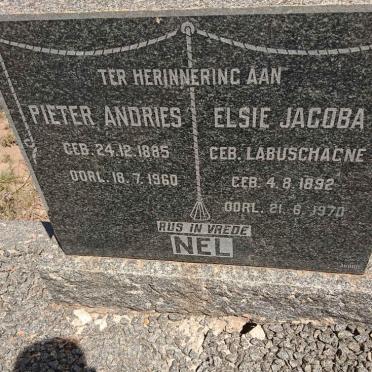 TER HERINNERING AAN
PIETER ANDRIES
GEB. 24.12.1885
OORL. 18.7.1960
ELSIE JACOBA
GEB. LABUSCHAGNE
GEB. 4.8.1892
OORL. 21.6.1970
RUS IN VREDE
NEL